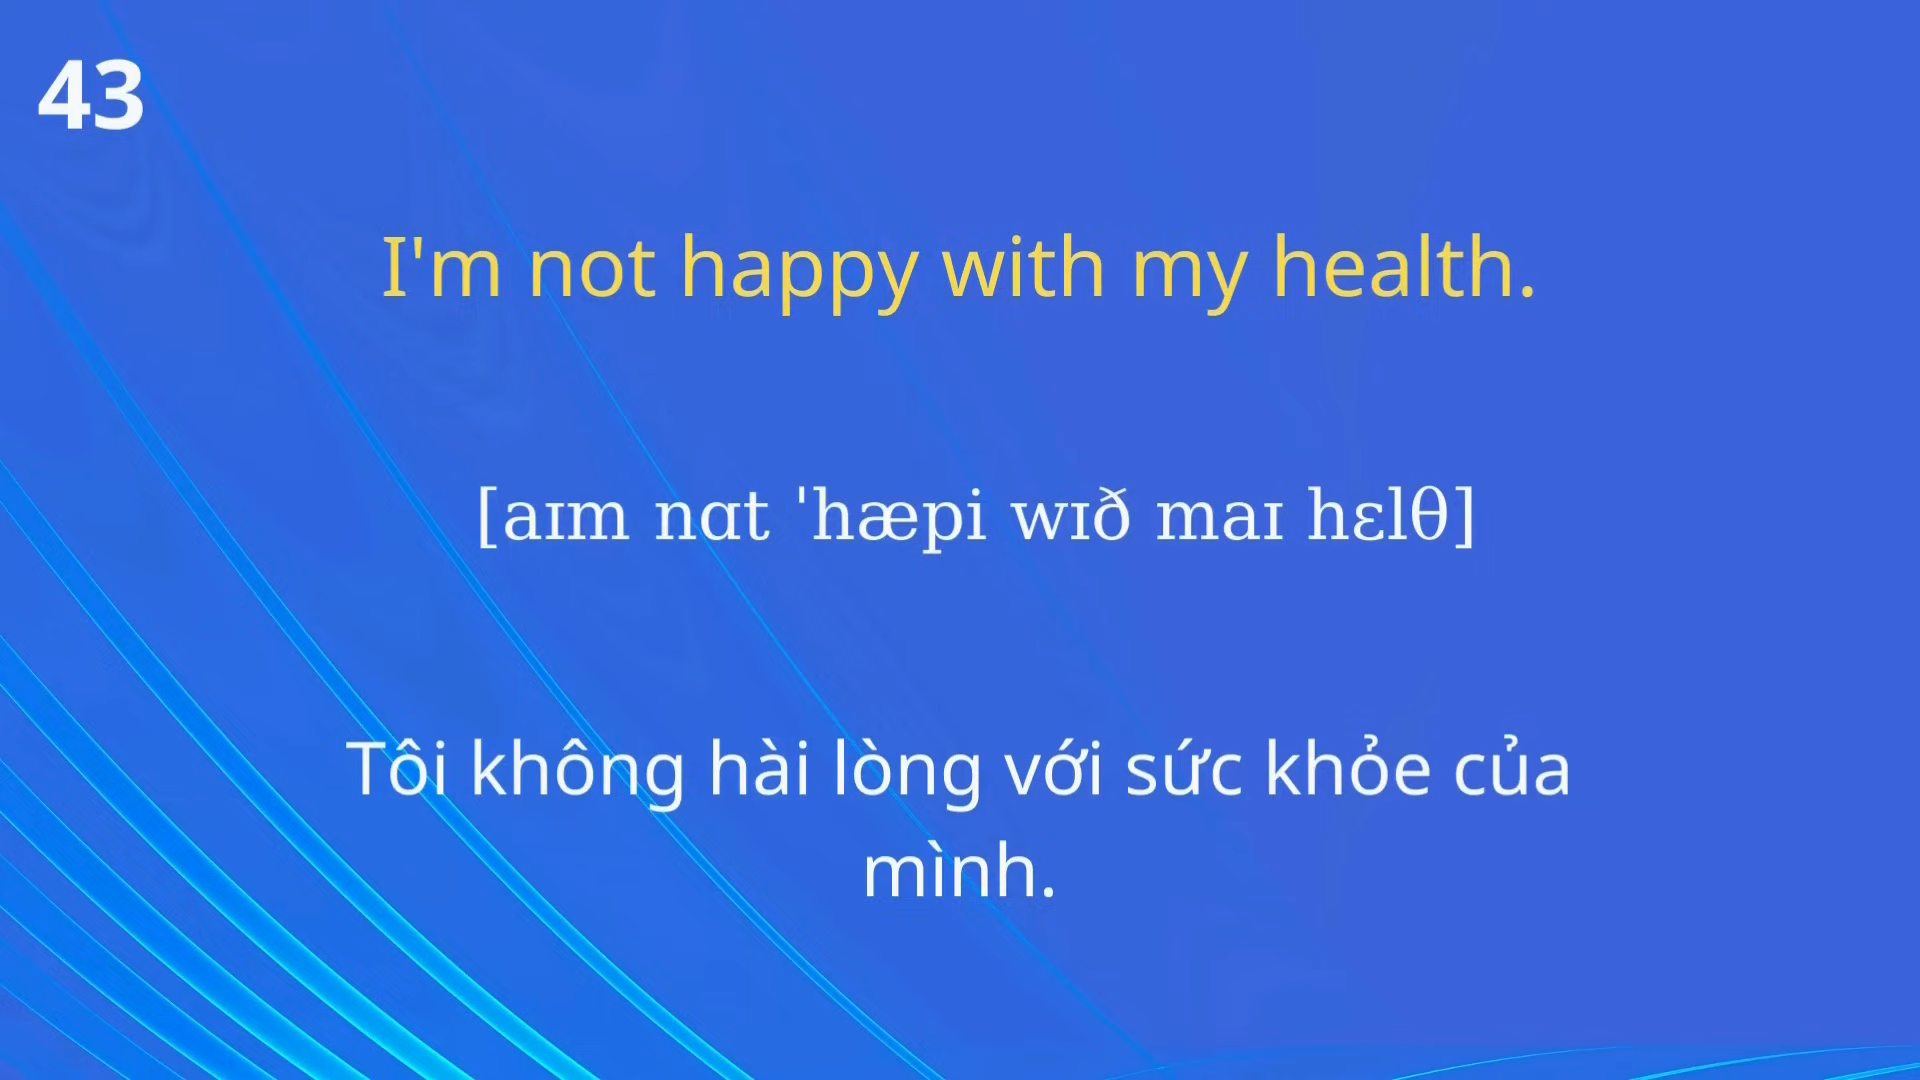 43
I'm not happy with my health.
[aɪm nɑt ˈhæpi wɪð maɪ hɛlθ]
Tôi không hài lòng với sức khỏe của
mình.